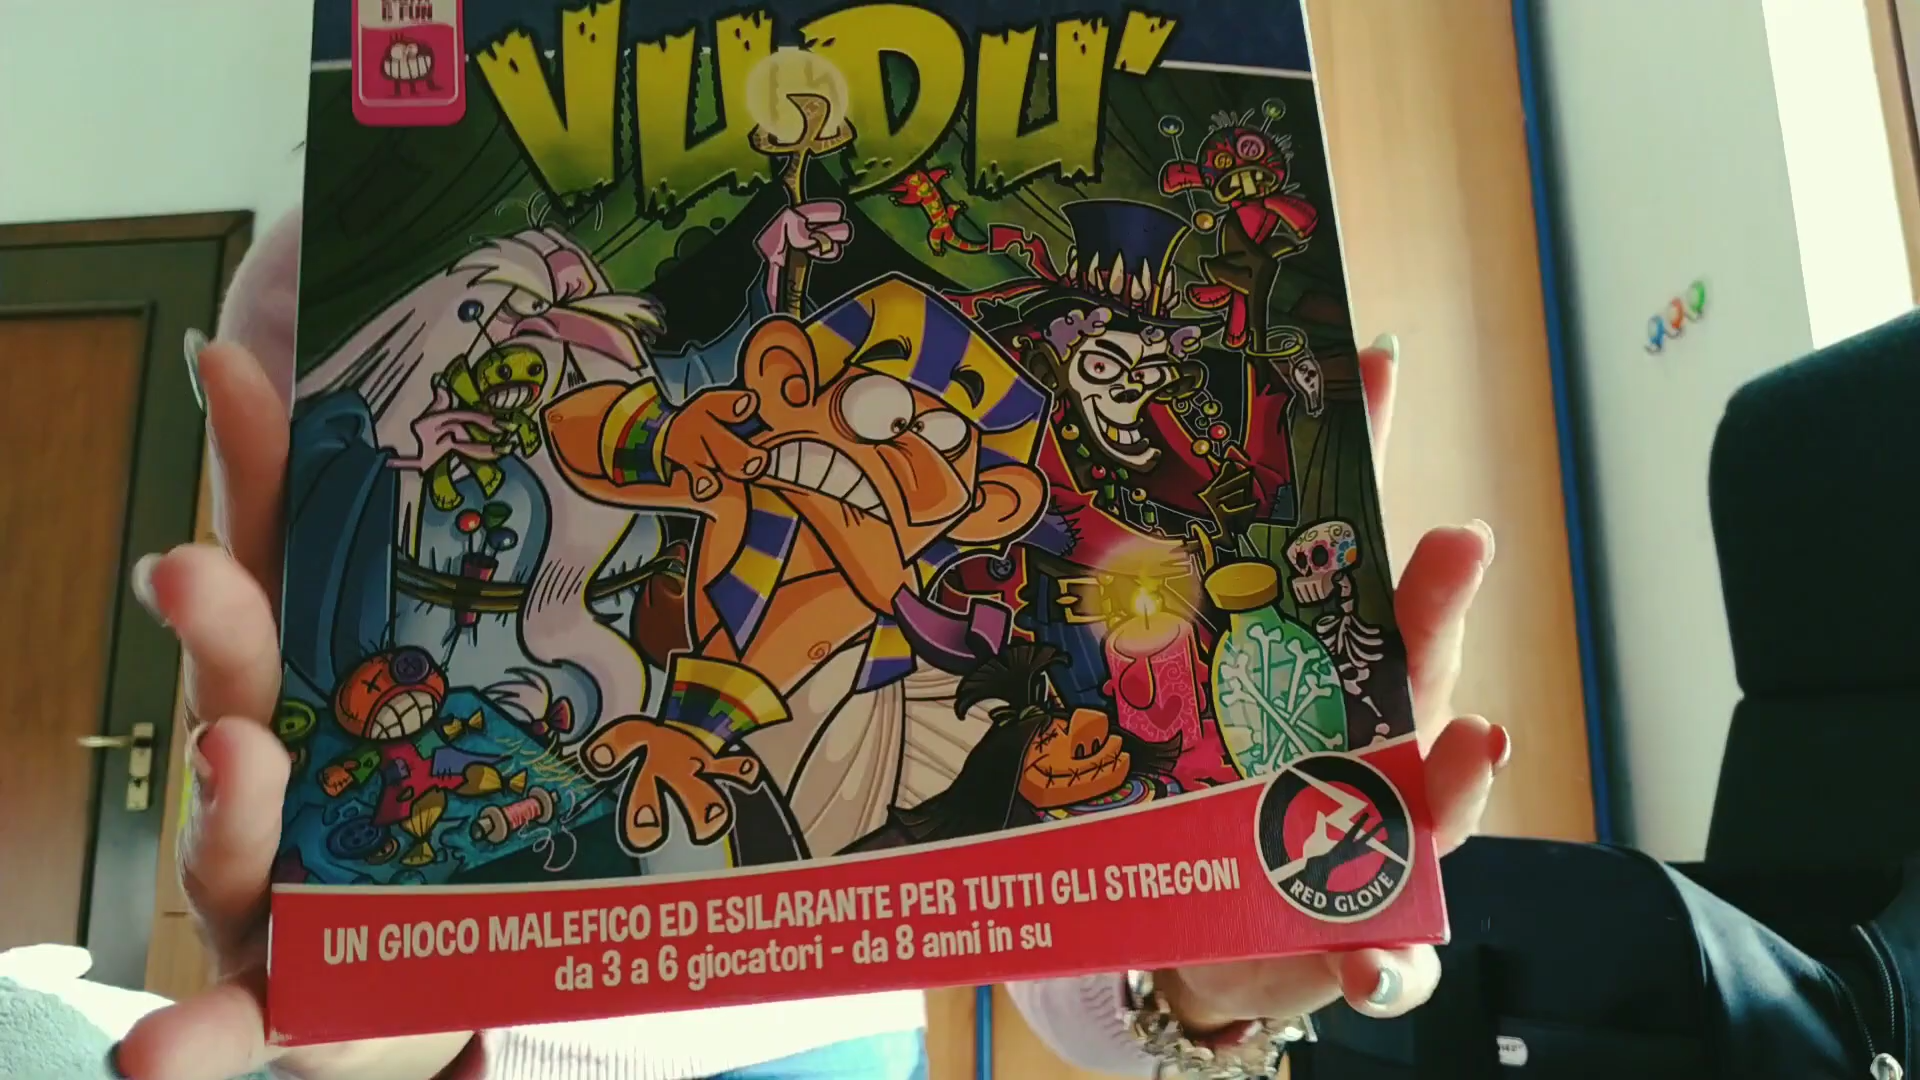 E FUN
VUDU'
UN GIOCO MALEFICO ED ESILARANTE PER TUTTI GLI STREGONI
da 3 a 6 giocatori - da 8 anni in su
RED GLOVE